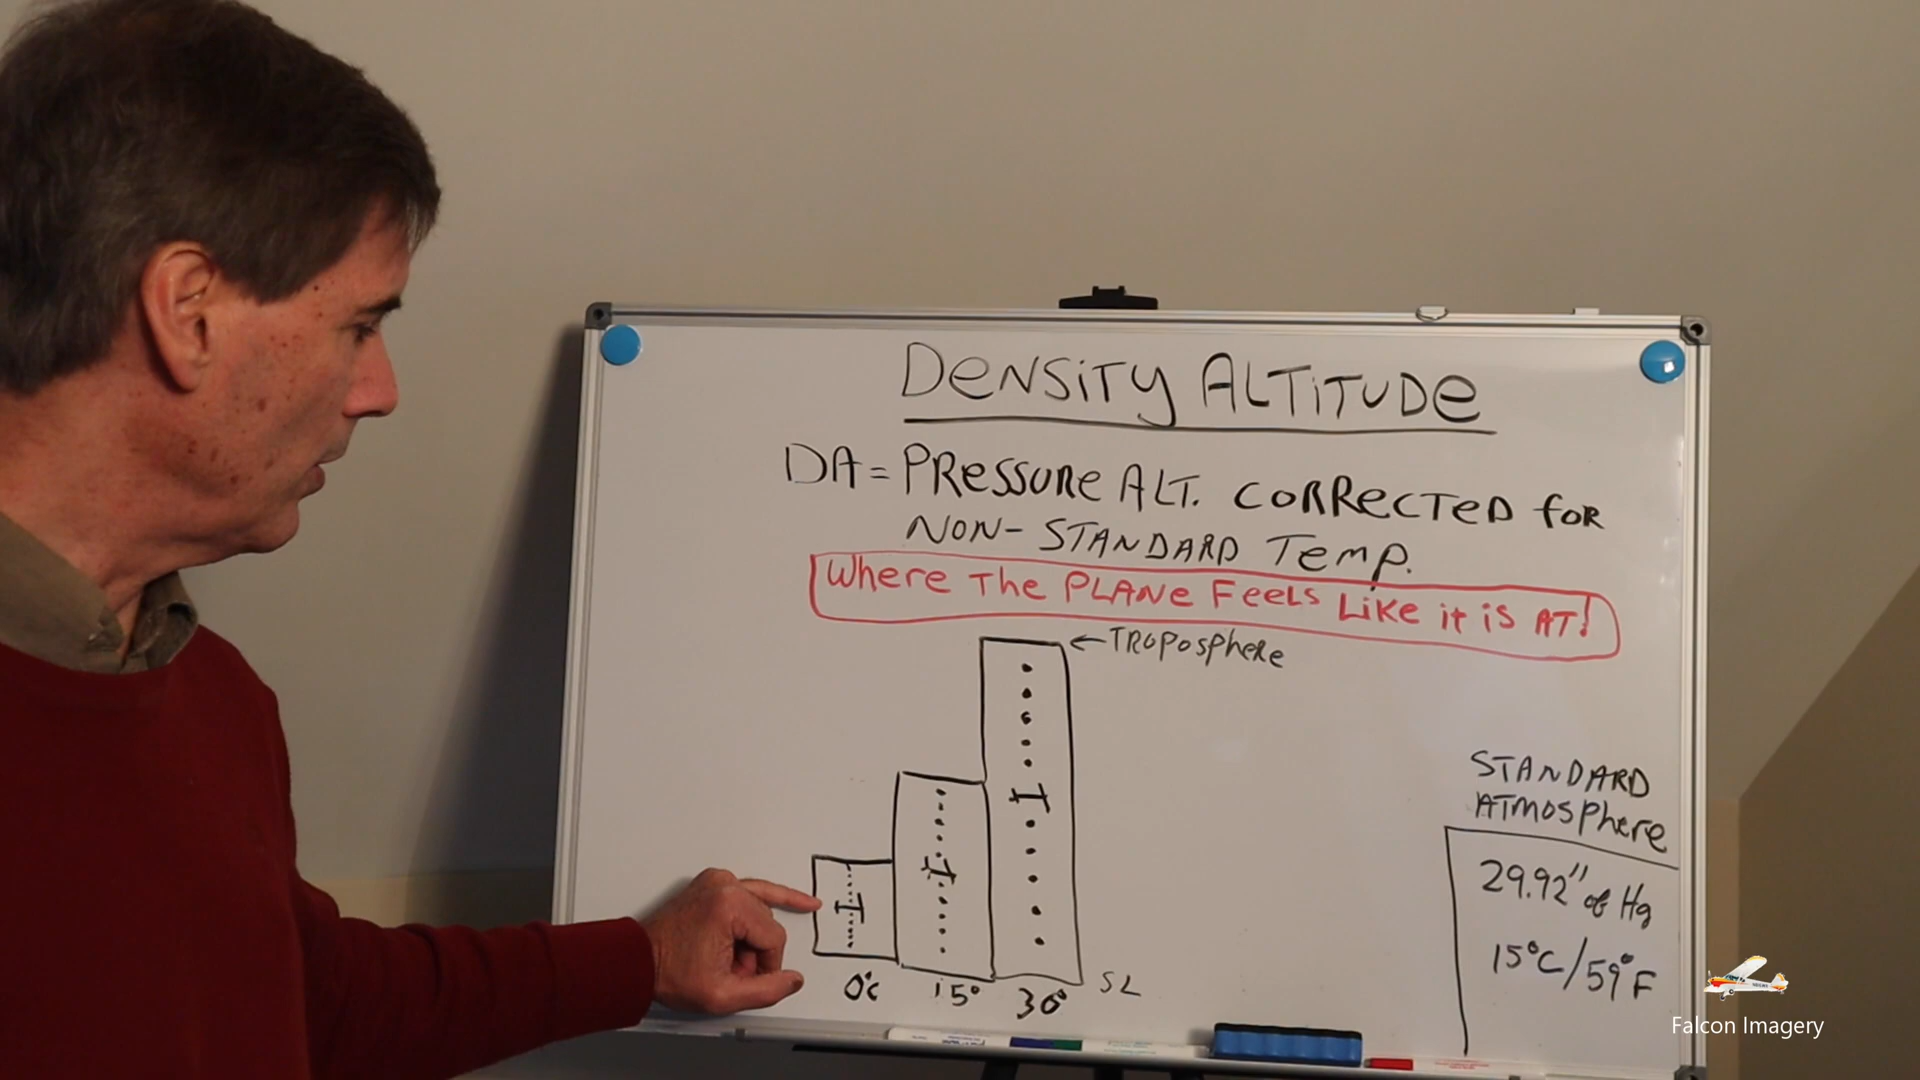 DENSITY ALTITUDE
DA = PRESSURE ALT. CORRECTED FOR
NON-STANDARD TEMP.
WHERE THE PLANE FEELS LIKE IT IS AT!
← TROPOSPHERE
0°C
15°
30°
SL
STANDARD
ATMOSPHERE
29.92" of Hg
15°C/59°F
Falcon Imagery